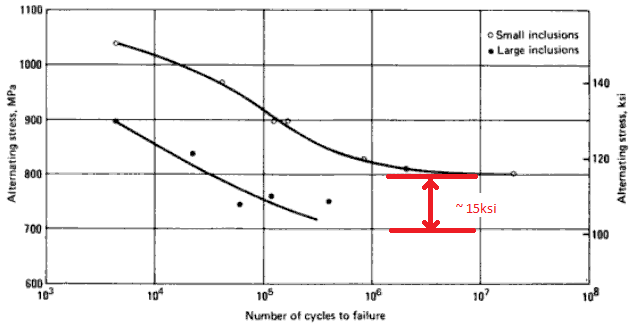 1100
1000
900
800
700
600
Alternating stress, MPa
Small inclusions
Large inclusions
~ 15ksi
140
120
100
Alternating stress, ksi
10³
10⁴
10⁵
10⁶
10⁷
10⁸
Number of cycles to failure